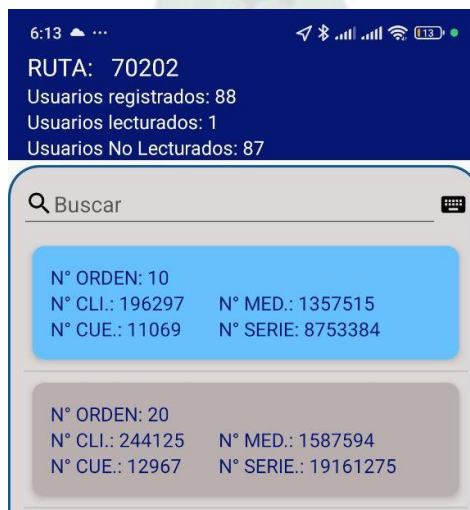 6:13
13
RUTA: 70202
Usuarios registrados: 88
Usuarios lecturados: 1
Usuarios No Lecturados: 87
Buscar
N° ORDEN: 10
N° CLI.: 196297 N° MED.: 1357515
N° CUE.: 11069 N° SERIE: 8753384
N° ORDEN: 20
N° CLI.: 244125 N° MED.: 1587594
N° CUE.: 12967 N° SERIE.: 19161275